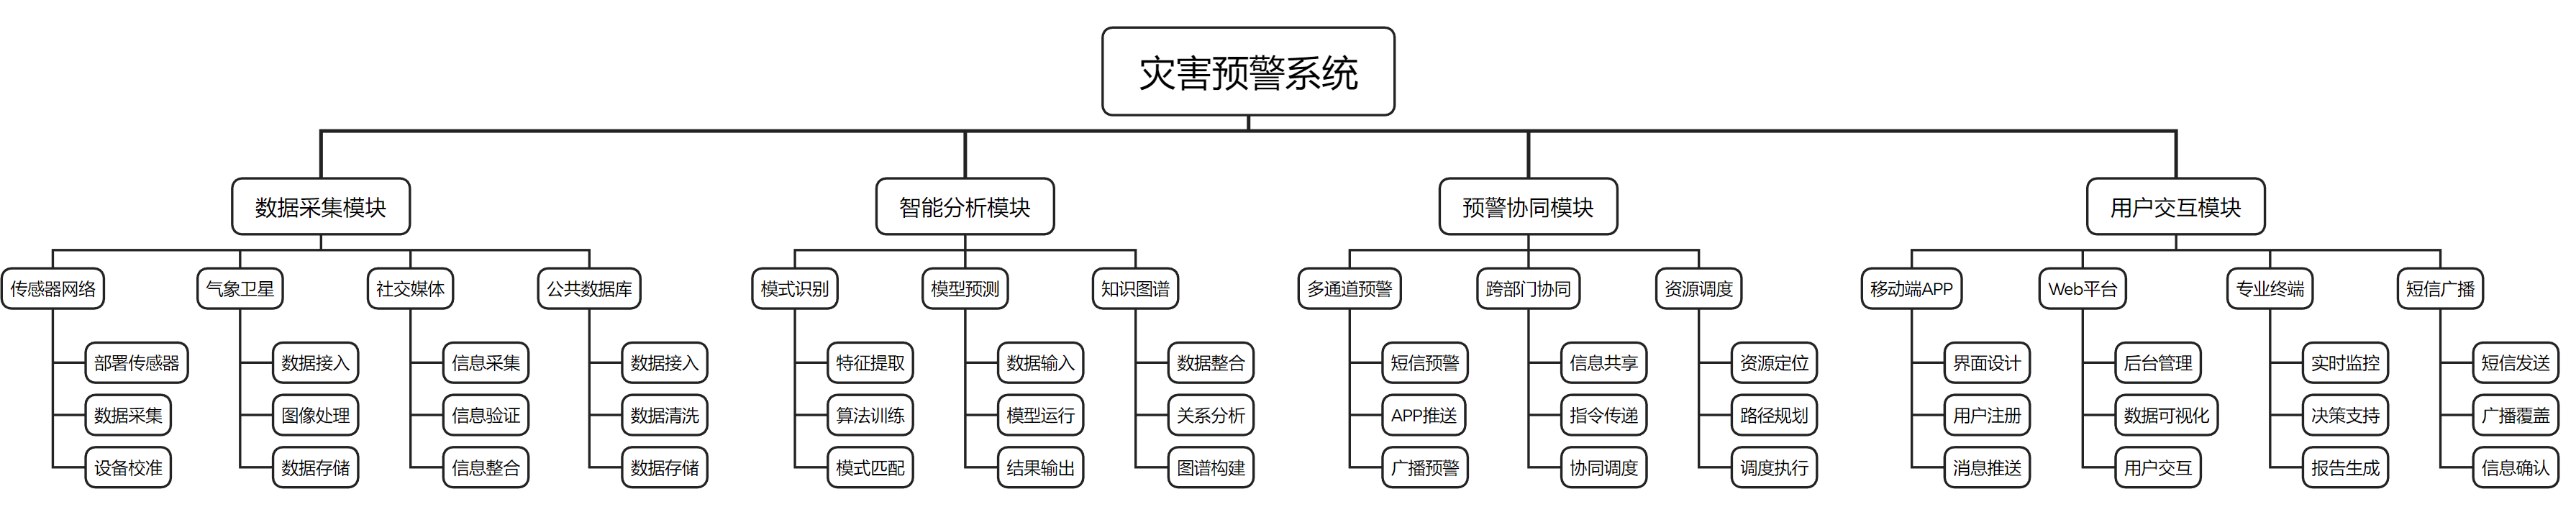 灾害预警系统
数据采集模块
智能分析模块
预警协同模块
用户交互模块
传感器网络
气象卫星
社交媒体
公共数据库
模式识别
模型预测
知识图谱
多通道预警
跨部门协同
资源调度
移动端APP
Web平台
专业终端
短信广播
部署传感器
数据接入
信息采集
数据接入
特征提取
数据输入
数据整合
短信预警
信息共享
资源定位
界面设计
后台管理
实时监控
短信发送
数据采集
图像处理
信息验证
数据清洗
算法训练
模型运行
关系分析
APP推送
指令传递
路径规划
用户注册
数据可视化
决策支持
广播覆盖
设备校准
数据存储
信息整合
数据存储
模式匹配
结果输出
图谱构建
广播预警
协同调度
调度执行
消息推送
用户交互
报告生成
信息确认